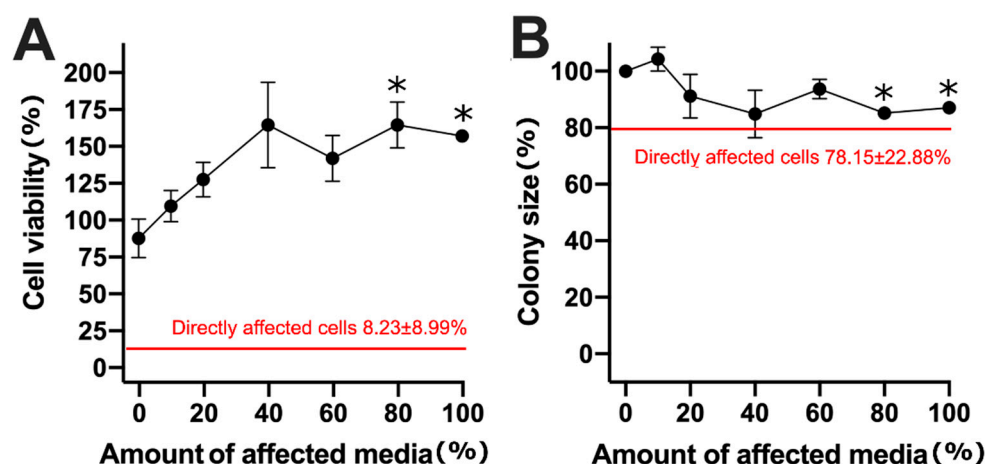 A
Cell viability (%)
200
175
150
125
100
75
50
25
0
* *
Directly affected cells 8.23±8.99%
0 20 40 60 80 100
Amount of affected media (%)
B
Colony size (%)
100
80
60
40
20
0
* *
Directly affected cells 78.15±22.88%
0 20 40 60 80 100
Amount of affected media (%)